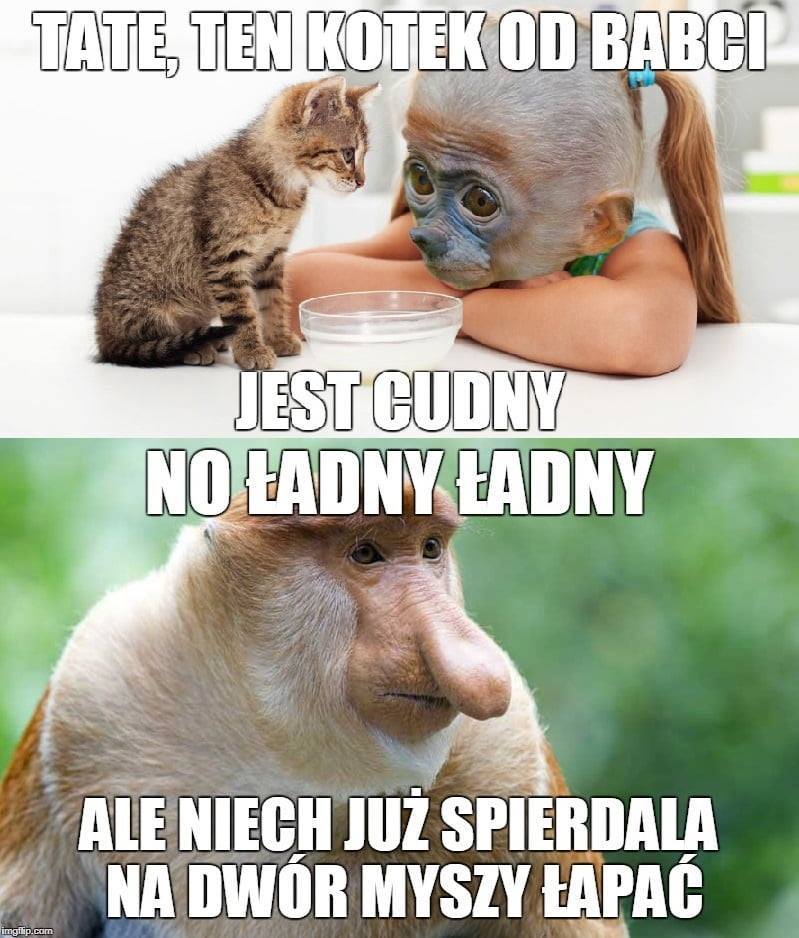 TATE, TEN KOTEK OD BABCI
JEST CUDNY
NO ŁADNY ŁADNY
ALE NIECH JUŻ SPIERDALA
NA DWÓR MYSZY ŁAPAĆ
imgflip.com